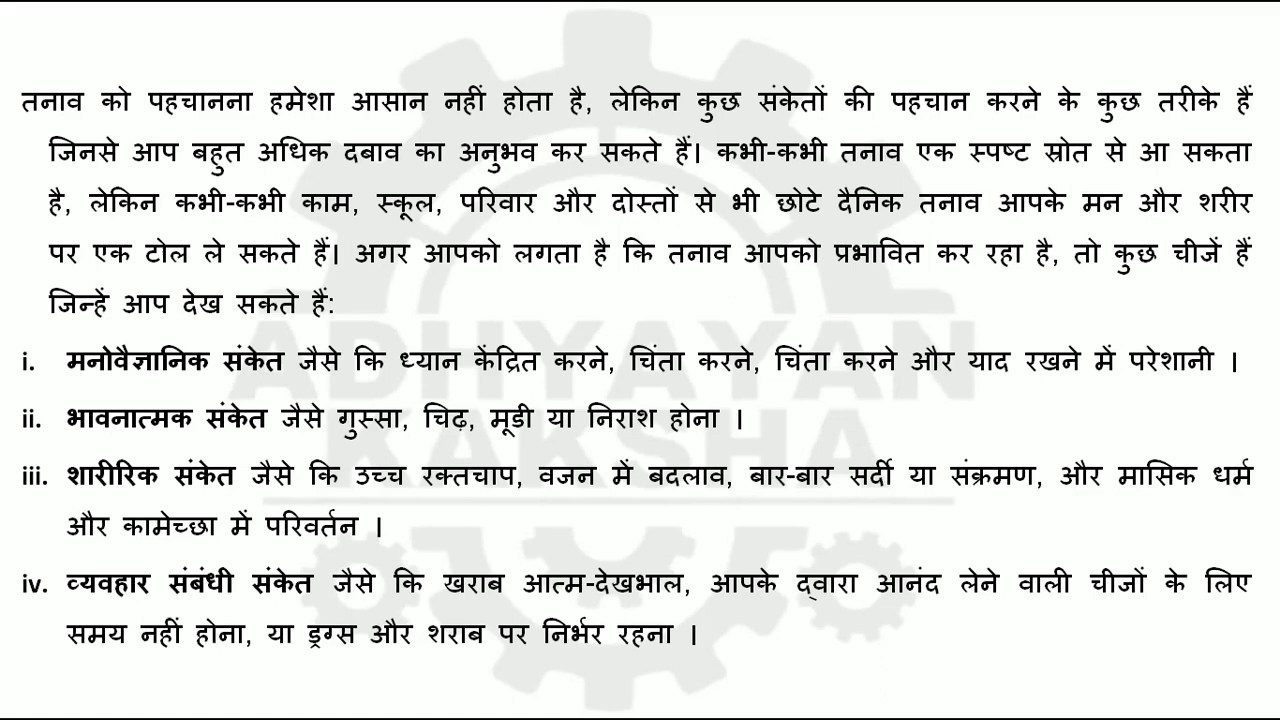 तनाव को पहचानना हमेशा आसान नहीं होता है, लेकिन कुछ संकेतों की पहचान करने के कुछ तरीके हैं
जिनसे आप बहुत अधिक दबाव का अनुभव कर सकते हैं। कभी-कभी तनाव एक स्पष्ट स्रोत से आ सकता
है, लेकिन कभी-कभी काम, स्कूल, परिवार और दोस्तों से भी छोटे दैनिक तनाव आपके मन और शरीर
पर एक टोल ले सकते हैं। अगर आपको लगता है कि तनाव आपको प्रभावित कर रहा है, तो कुछ चीजें हैं
जिन्हें आप देख सकते हैं:
i. मनोवैज्ञानिक संकेत जैसे कि ध्यान केंद्रित करने, चिंता करने, चिंता करने और याद रखने में परेशानी ।
ii. भावनात्मक संकेत जैसे गुस्सा, चिढ़, मूडी या निराश होना ।
iii. शारीरिक संकेत जैसे कि उच्च रक्तचाप, वजन में बदलाव, बार-बार सर्दी या संक्रमण, और मासिक धर्म
और कामेच्छा में परिवर्तन ।
iv. व्यवहार संबंधी संकेत जैसे कि खराब आत्म-देखभाल, आपके द्वारा आनंद लेने वाली चीजों के लिए
समय नहीं होना, या ड्रग्स और शराब पर निर्भर रहना ।
ADHYAYAN
KAKSHA